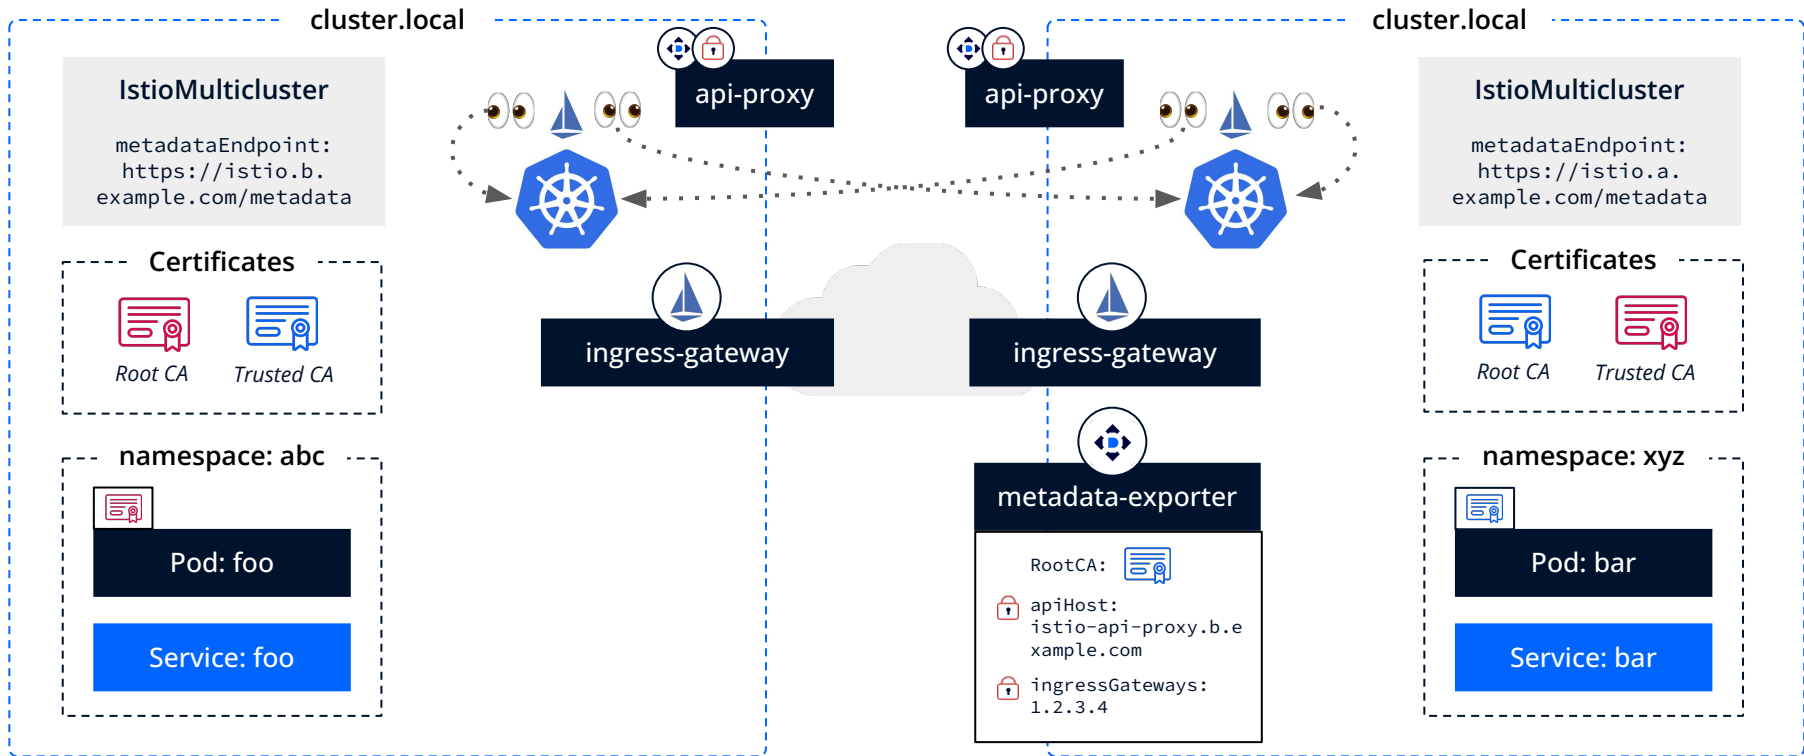 cluster.local
IstioMulticluster
metadataEndpoint:
https://istio.b.
example.com/metadata
Certificates
Root CA
Trusted CA
namespace: abc
Pod: foo
Service: foo
api-proxy
ingress-gateway
cluster.local
api-proxy
ingress-gateway
metadata-exporter
RootCA:
apiHost:
istio-api-proxy.b.e
xample.com
ingressGateways:
1.2.3.4
IstioMulticluster
metadataEndpoint:
https://istio.a.
example.com/metadata
Certificates
Root CA
Trusted CA
namespace: xyz
Pod: bar
Service: bar